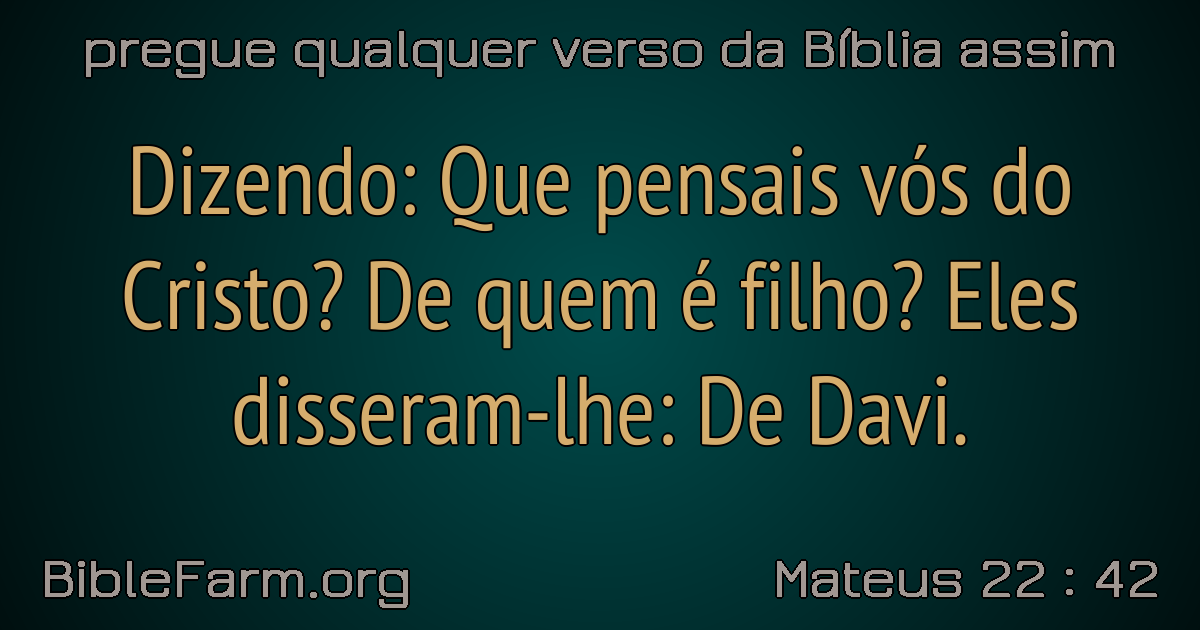 pregue qualquer verso da Bíblia assim
Dizendo: Que pensais vós do
Cristo? De quem é filho? Eles
disseram-lhe: De Davi.
BibleFarm.org
Mateus 22 : 42